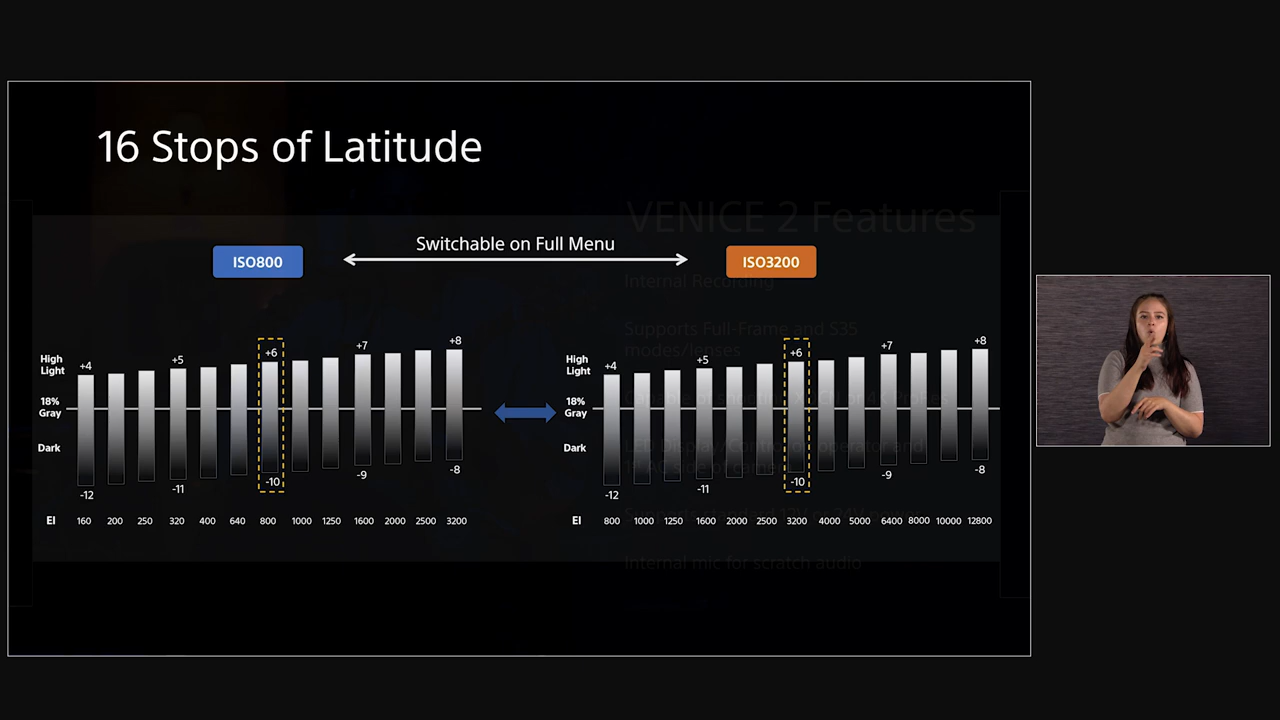 16 Stops of Latitude
VENICE 2 Features
Switchable on Full Menu
ISO800
ISO3200
Internal Recording
Supports Full-Frame and S35
modes/lenses
High
Light
+4
+5
+6
+7
+8
High
Light
+4
+5
+6
+7
+8
18%
Gray
18%
Gray
Dark
Dark
-12
-11
-10
-9
-8
-12
-11
-10
-9
-8
EI 160 200 250 320 400 640 800 1000 1250 1600 2000 2500 3200
EI 800 1000 1250 1600 2000 2500 3200 4000 5000 6400 8000 10000 12800
Internal mic for scratch audio